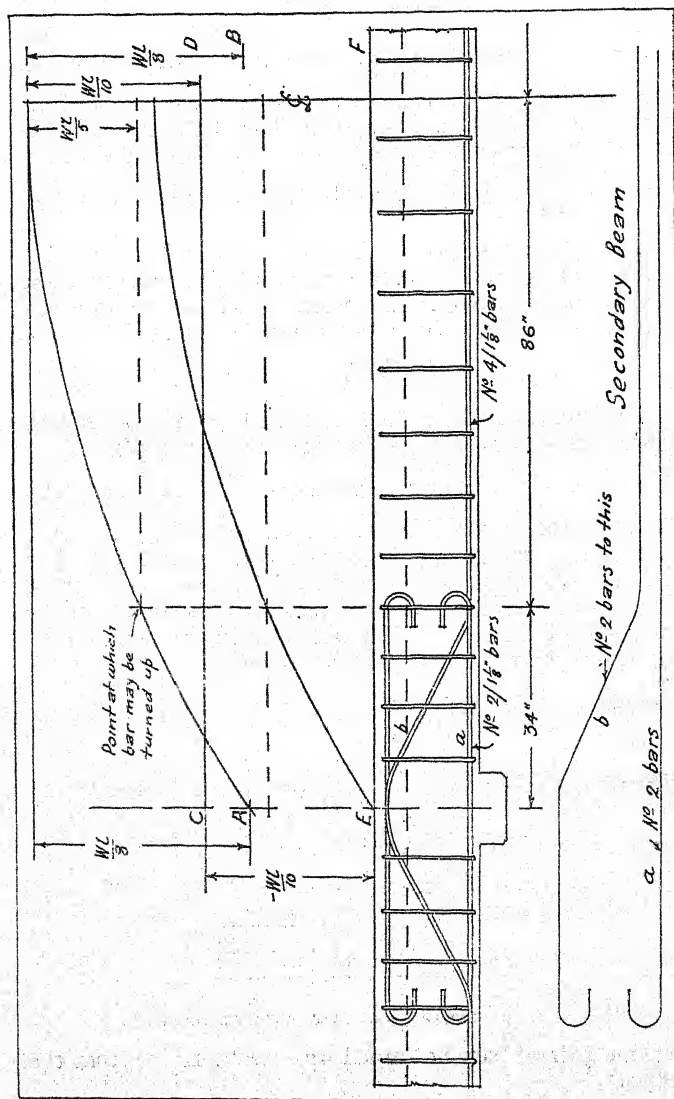 WL/8
WL/8
D
B
WL/10
WL/5
Point at which
bar may be
turned up
C
A
-WL/10
℄
E
F
b
a
Nº 2/1⅛" bars
Nº 4/1⅛" bars
34"
86"
b
Nº 2 bars to this
Secondary Beam
a
Nº 2 bars